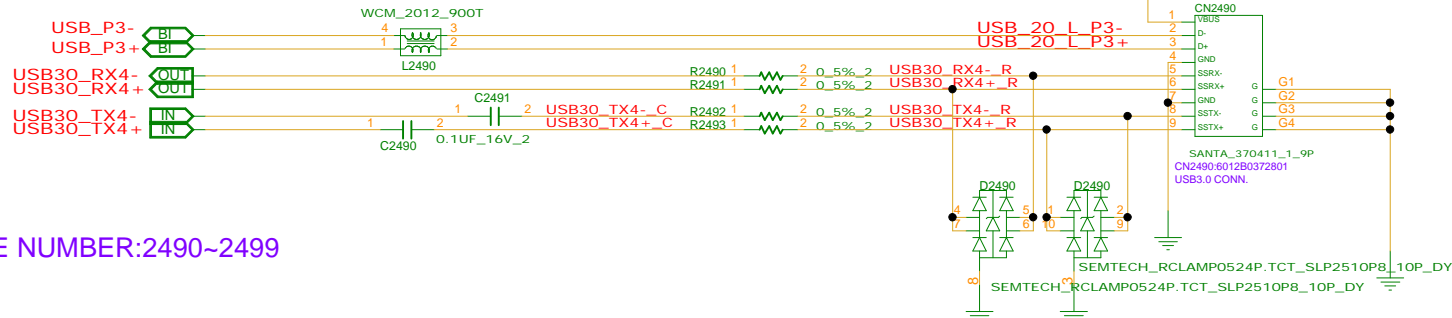 CN2490
WCM_2012_900T
USB_P3- BI 4 3 USB_20_L_P3- 1 VBUS
USB_P3+ BI 1 2 USB_20_L_P3+ 2 D-
L2490 3 D+
4 GND
USB30_RX4- OUT R2490 1 2 0_5%_2 USB30_RX4-_R 5 SSRX-
USB30_RX4+ OUT R2491 1 2 0_5%_2 USB30_RX4+_R 6 SSRX+ G G1
C2491 7 GND G G2
USB30_TX4- IN 1 2 USB30_TX4-_C R2492 1 2 0_5%_2 USB30_TX4-_R 8 SSTX- G G3
USB30_TX4+ IN 1 2 USB30_TX4+_C R2493 1 2 0_5%_2 USB30_TX4+_R 9 SSTX+ G G4
C2490 0.1UF_16V_2
SANTA_370411_1_9P
CN2490:6012B0372801
USB3.0 CONN.
D2490 D2490
4 5 1 2
7 6 10 9
E NUMBER:2490~2499
8 3
SEMTECH_RCLAMP0524P.TCT_SLP2510P8_10P_DY
SEMTECH_RCLAMP0524P.TCT_SLP2510P8_10P_DY